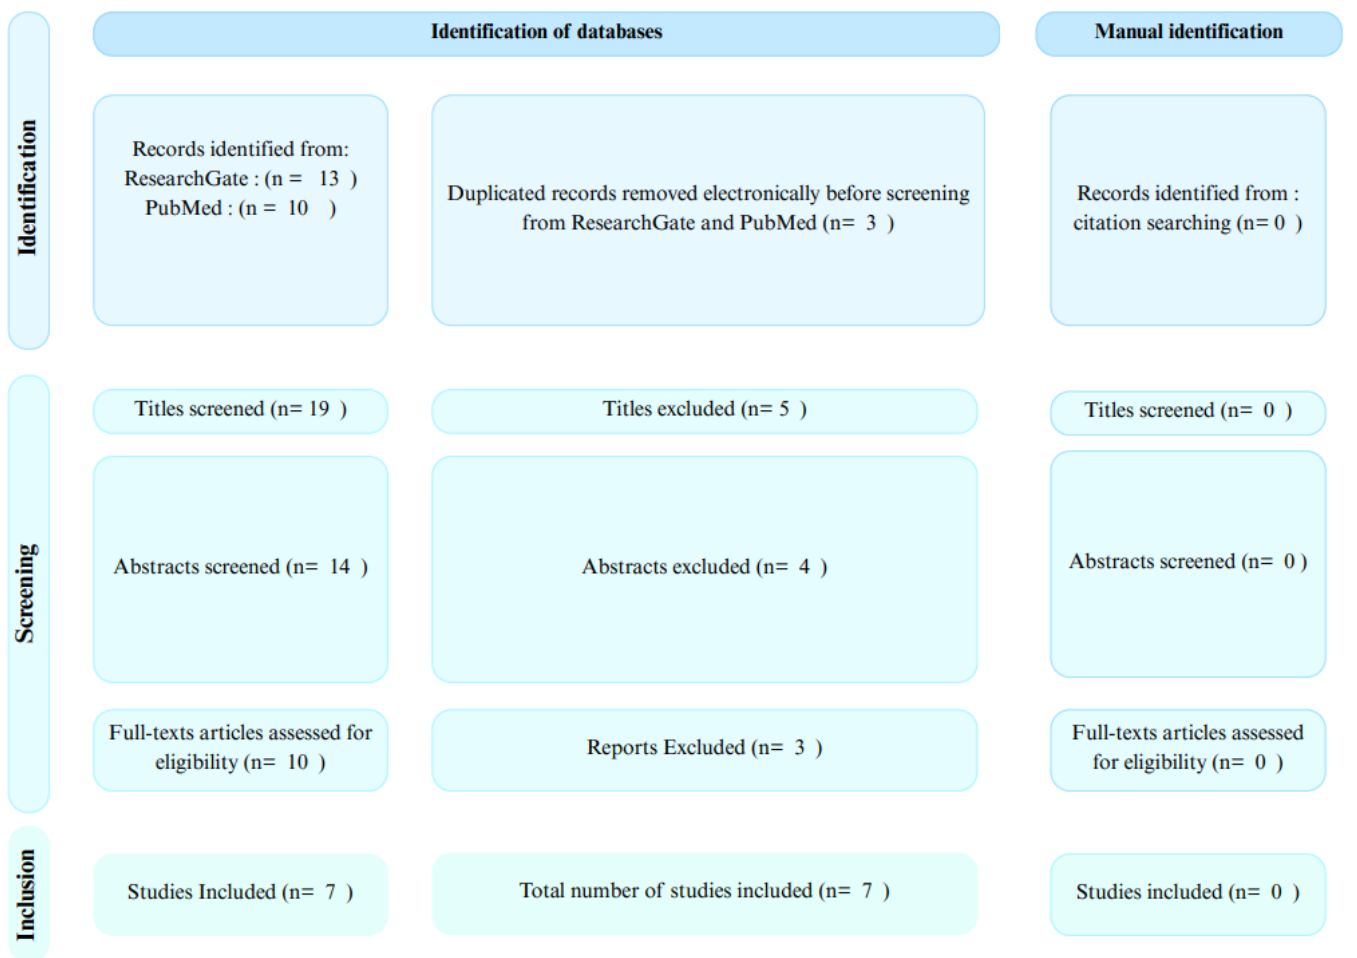 Identification of databases
Manual identification
Identification
Records identified from:
ResearchGate : (n = 13 )
PubMed : (n = 10 )
Duplicated records removed electronically before screening
from ResearchGate and PubMed (n= 3 )
Records identified from :
citation searching (n= 0 )
Screening
Titles screened (n= 19 )
Titles excluded (n= 5 )
Titles screened (n= 0 )
Abstracts screened (n= 14 )
Abstracts excluded (n= 4 )
Abstracts screened (n= 0 )
Full-texts articles assessed for
eligibility (n= 10 )
Reports Excluded (n= 3 )
Full-texts articles assessed
for eligibility (n= 0 )
Inclusion
Studies Included (n= 7 )
Total number of studies included (n= 7 )
Studies included (n= 0 )